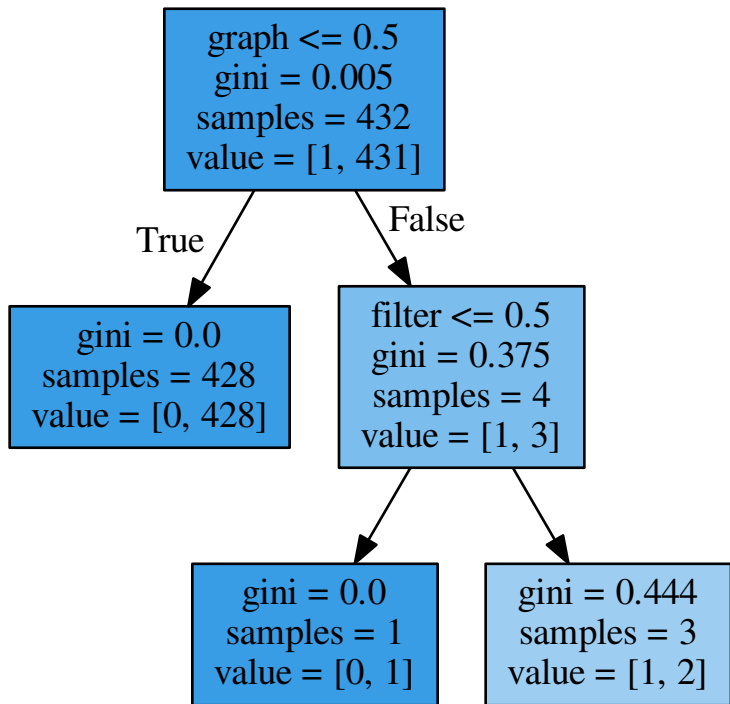 graph <= 0.5
gini = 0.005
samples = 432
value = [1, 431]
True
False
gini = 0.0
samples = 428
value = [0, 428]
filter <= 0.5
gini = 0.375
samples = 4
value = [1, 3]
gini = 0.0
samples = 1
value = [0, 1]
gini = 0.444
samples = 3
value = [1, 2]